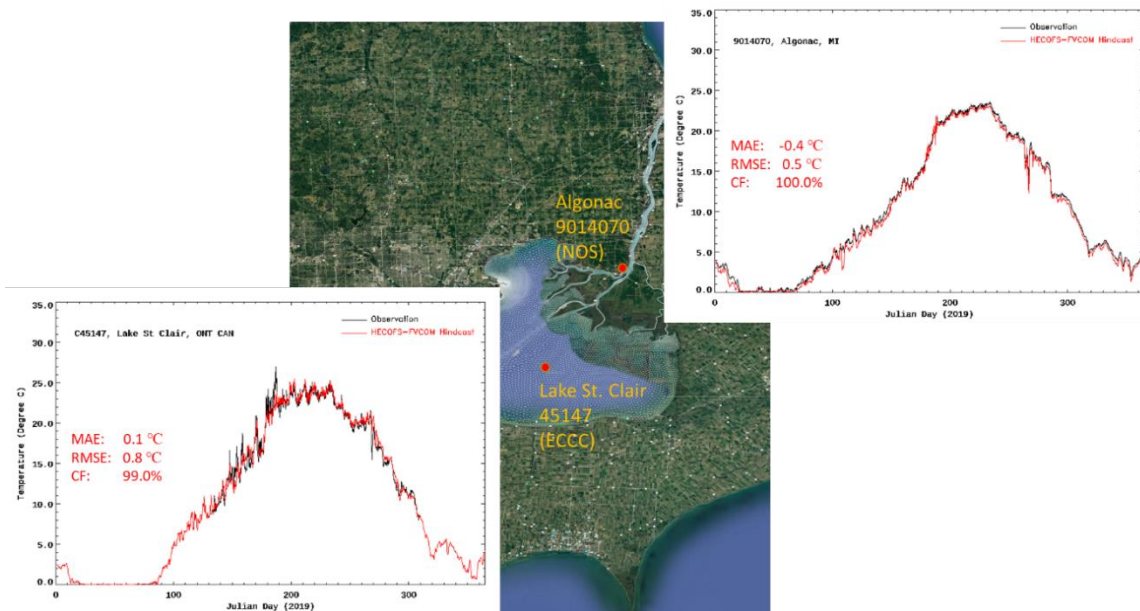 35.0
30.0
25.0
20.0
15.0
10.0
5.0
0.0
Temperature (Degree C)
9014070, Algonac, MI
Observation
HECOFS-FVCOM Hindcast
MAE: -0.4 ℃
RMSE: 0.5 ℃
CF: 100.0%
0 100 200 300
Julian Day (2019)
Algonac
9014070
(NOS)
Lake St. Clair
45147
(ECCC)
35.0
30.0
25.0
20.0
15.0
10.0
5.0
0.0
Temperature (Degree C)
C45147, Lake St Clair, ONT CAN
Observation
HECOFS-FVCOM Hindcast
MAE: 0.1 ℃
RMSE: 0.8 ℃
CF: 99.0%
0 100 200 300
Julian Day (2019)